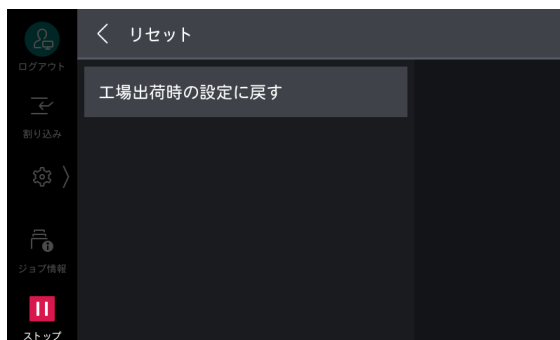 リセット
ログアウト
工場出荷時の設定に戻す
割り込み
ジョブ情報
ストップ